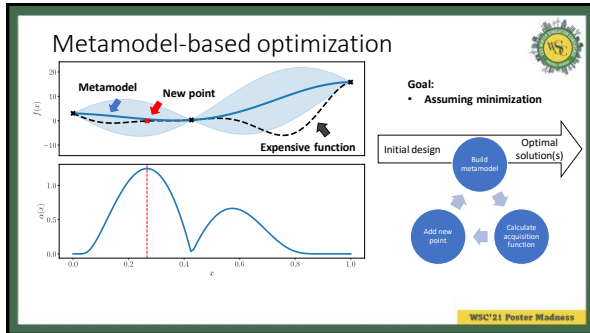 Metamodel-based optimization
WSC
20
10
0
−10
f(x)
Metamodel
New point
Expensive function
1.0
0.5
0.0
α(x)
0.0
0.2
0.4
0.6
0.8
1.0
x
Goal:
• Assuming minimization
Initial design
Optimal
solution(s)
Build
metamodel
Calculate
acquisition
function
Add new
point
WSC'21 Poster Madness